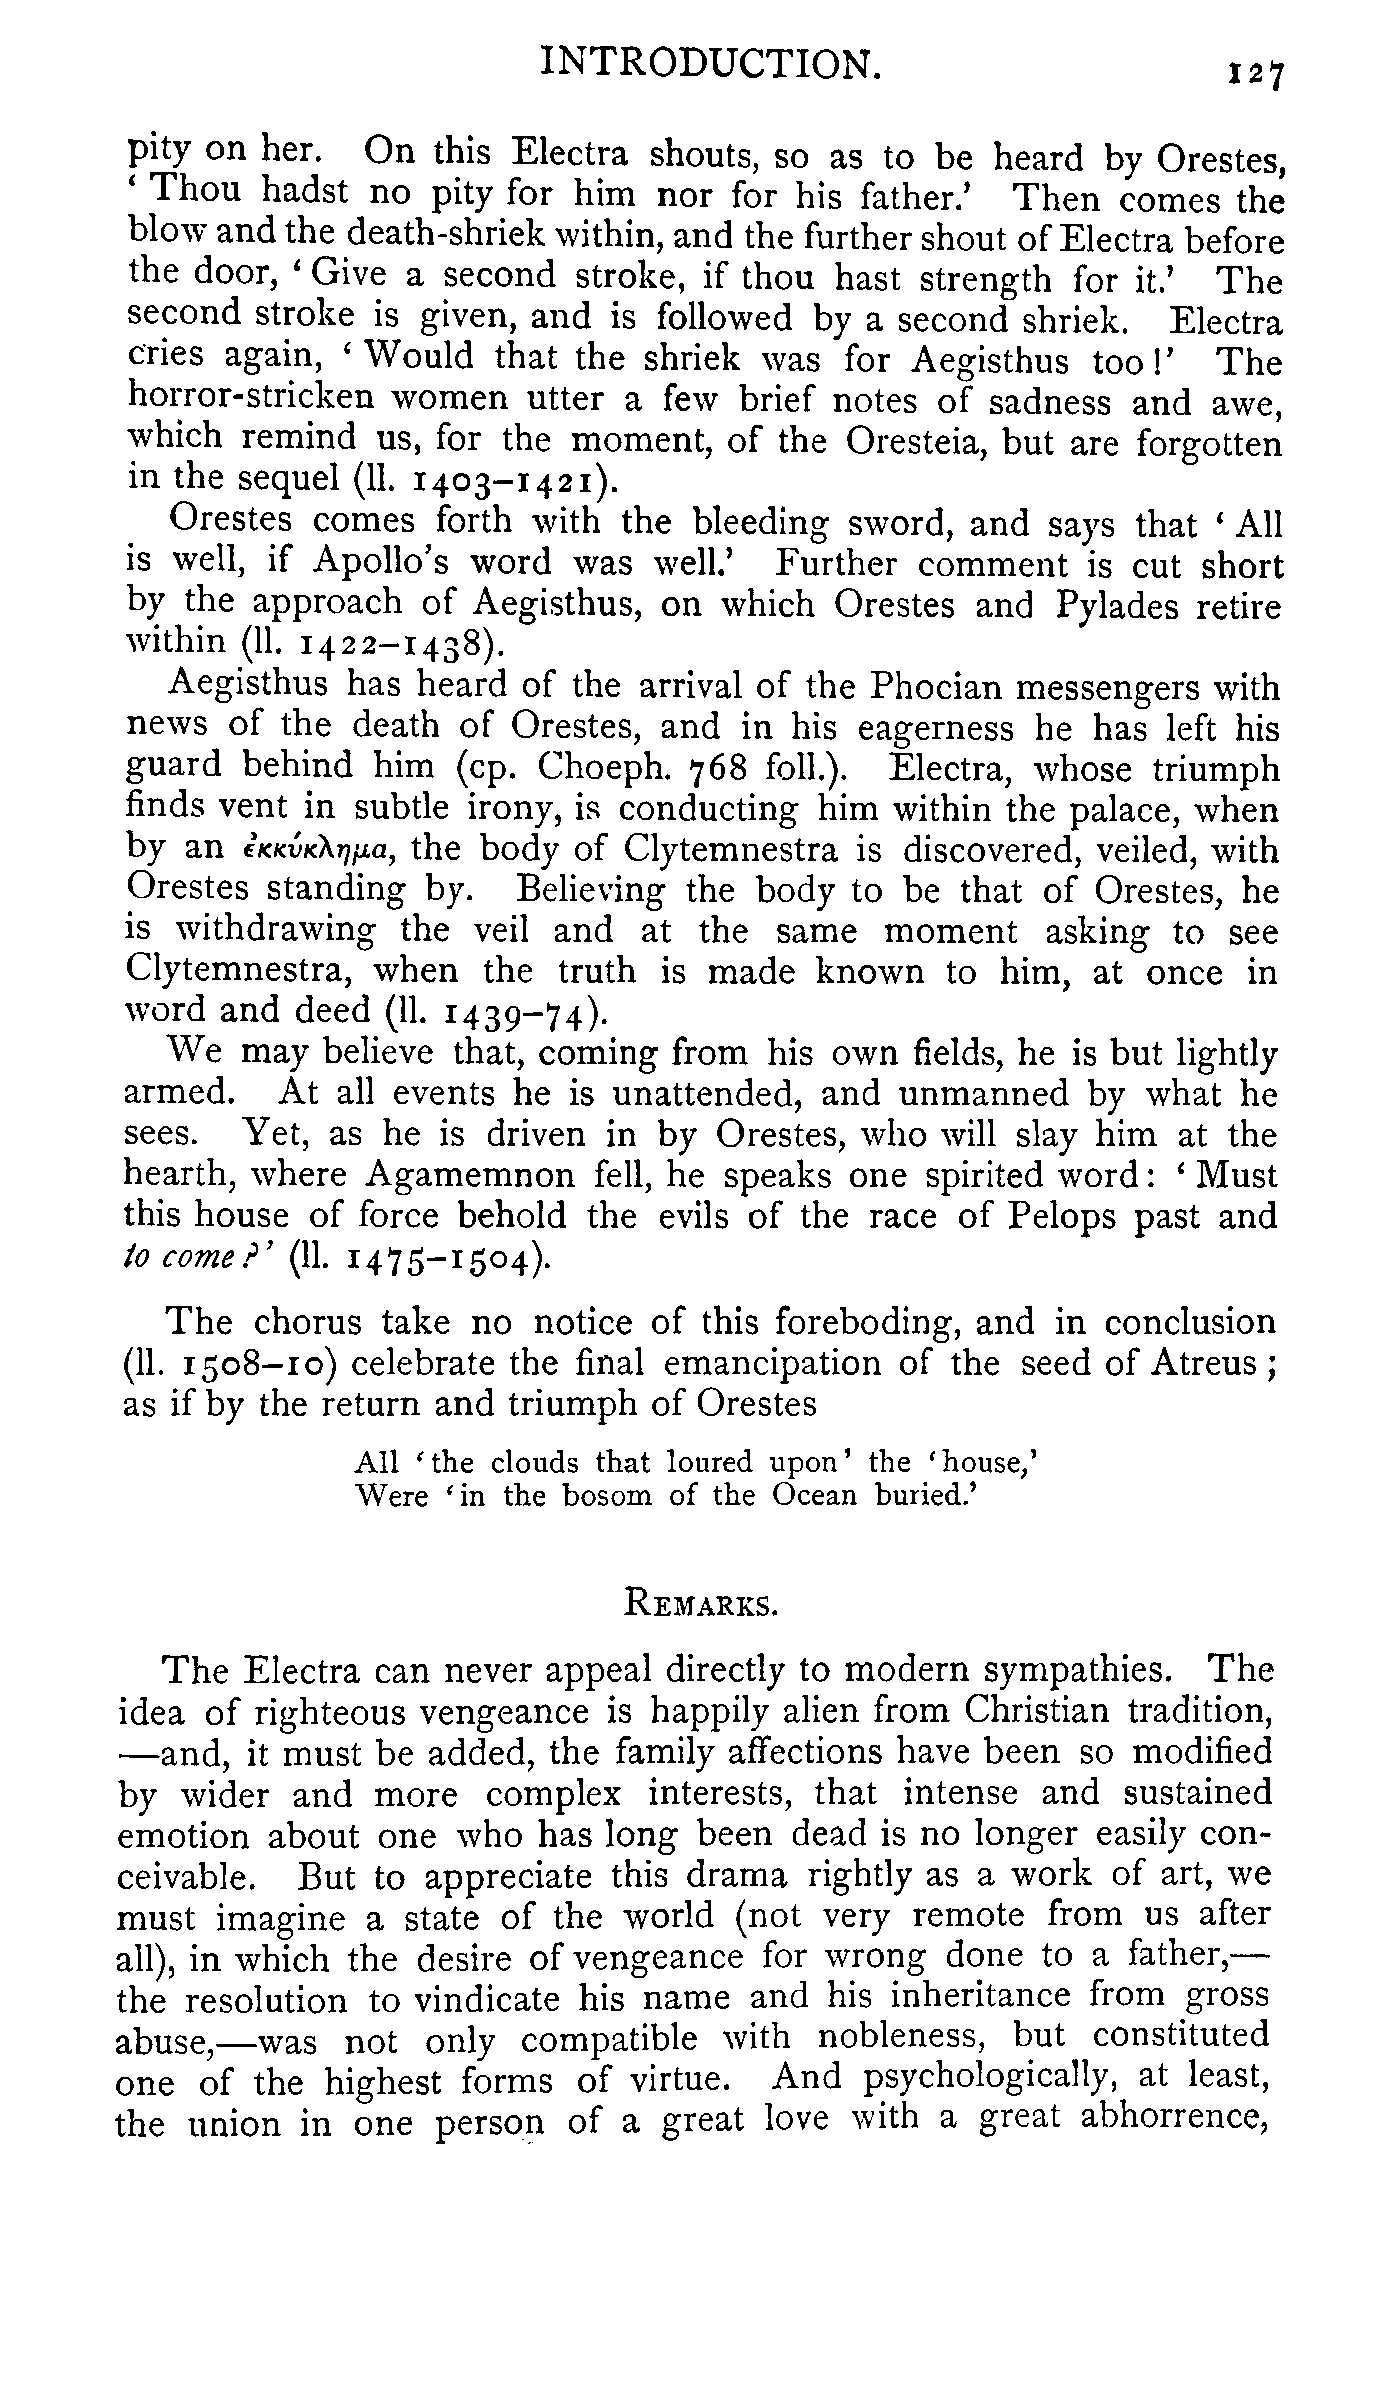 INTRODUCTION. 127
pity on her. On this Electra shouts, so as to be heard by Orestes,
‘Thou hadst no pity for him nor for his father.’ Then comes the
blow and the death-shriek within, and the further shout of Electra before
the door, ‘Give a second stroke, if thou hast strength for it.’ The
second stroke is given, and is followed by a second shriek. Electra
cries again, ‘Would that the shriek was for Aegisthus too!’ The
horror-stricken women utter a few brief notes of sadness and awe,
which remind us, for the moment, of the Oresteia, but are forgotten
in the sequel (ll. 1403–1421).
Orestes comes forth with the bleeding sword, and says that ‘All
is well, if Apollo’s word was well.’ Further comment is cut short
by the approach of Aegisthus, on which Orestes and Pylades retire
within (ll. 1422–1438).
Aegisthus has heard of the arrival of the Phocian messengers with
news of the death of Orestes, and in his eagerness he has left his
guard behind him (cp. Choeph. 768 foll.). Electra, whose triumph
finds vent in subtle irony, is conducting him within the palace, when
by an ἐκκύκλημα, the body of Clytemnestra is discovered, veiled, with
Orestes standing by. Believing the body to be that of Orestes, he
is withdrawing the veil and at the same moment asking to see
Clytemnestra, when the truth is made known to him, at once in
word and deed (ll. 1439–74).
We may believe that, coming from his own fields, he is but lightly
armed. At all events he is unattended, and unmanned by what he
sees. Yet, as he is driven in by Orestes, who will slay him at the
hearth, where Agamemnon fell, he speaks one spirited word: ‘Must
this house of force behold the evils of the race of Pelops past and
to come?’ (ll. 1475–1504).
The chorus take no notice of this foreboding, and in conclusion
(ll. 1508–10) celebrate the final emancipation of the seed of Atreus;
as if by the return and triumph of Orestes
All ‘the clouds that loured upon’ the ‘house,’
Were ‘in the bosom of the Ocean buried.’
REMARKS.
The Electra can never appeal directly to modern sympathies. The
idea of righteous vengeance is happily alien from Christian tradition,
—and, it must be added, the family affections have been so modified
by wider and more complex interests, that intense and sustained
emotion about one who has long been dead is no longer easily con-
ceivable. But to appreciate this drama rightly as a work of art, we
must imagine a state of the world (not very remote from us after
all), in which the desire of vengeance for wrong done to a father,—
the resolution to vindicate his name and his inheritance from gross
abuse,—was not only compatible with nobleness, but constituted
one of the highest forms of virtue. And psychologically, at least,
the union in one person of a great love with a great abhorrence,